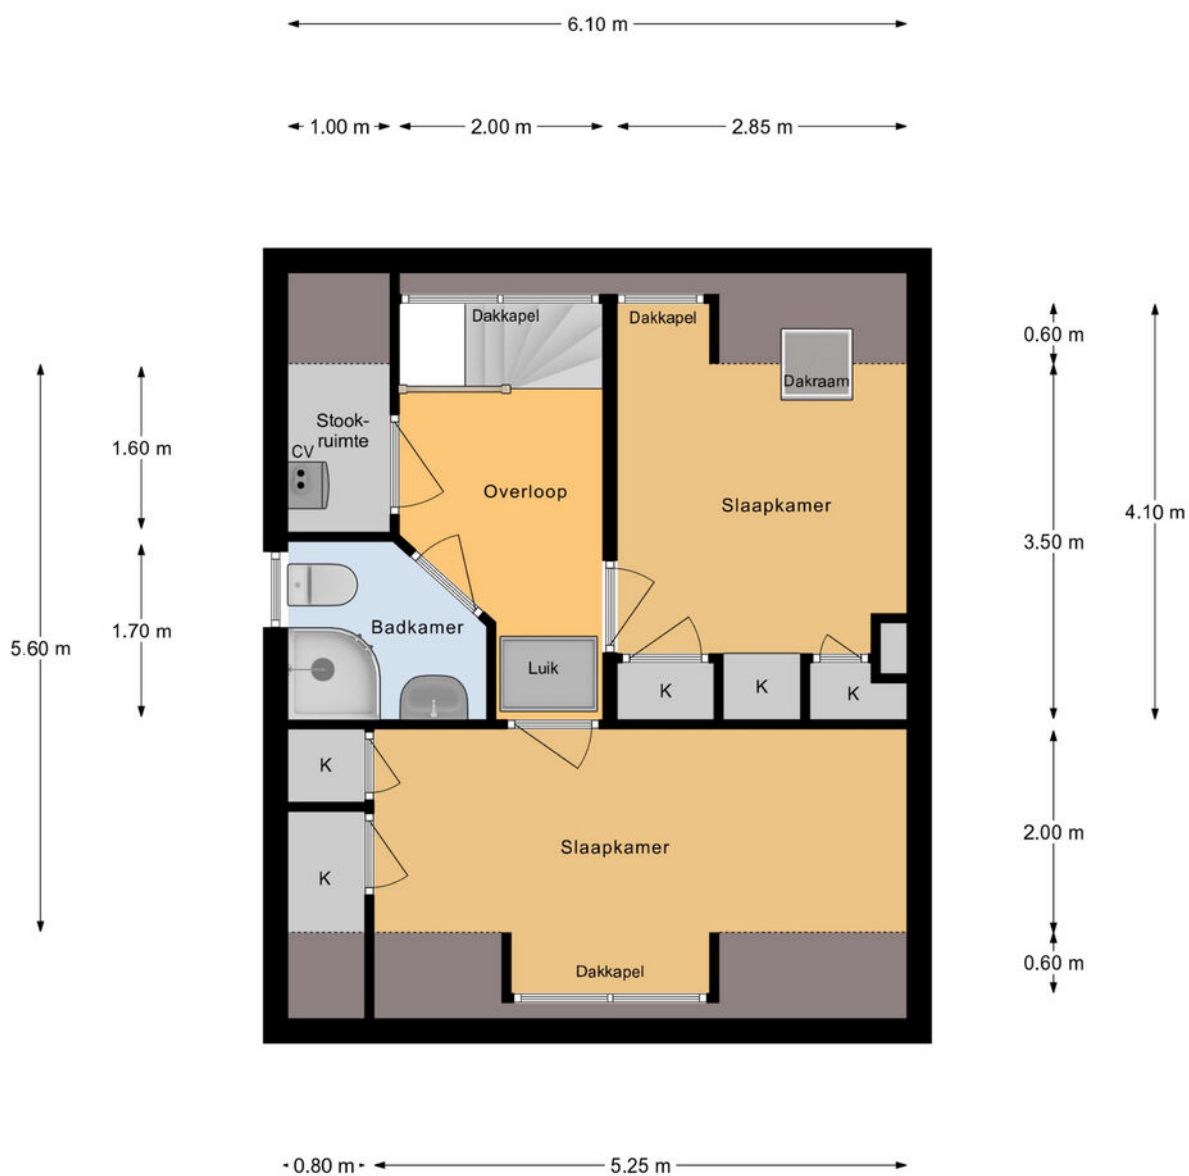 6.10 m
1.00 m
2.00 m
2.85 m
Dakkapel
Dakkapel
0.60 m
Dakraam
Stook-
ruimte
CV
1.60 m
Overloop
Slaapkamer
4.10 m
3.50 m
1.70 m
Badkamer
5.60 m
Luik
K
K
K
K
2.00 m
Slaapkamer
K
0.60 m
Dakkapel
0.80 m
5.25 m